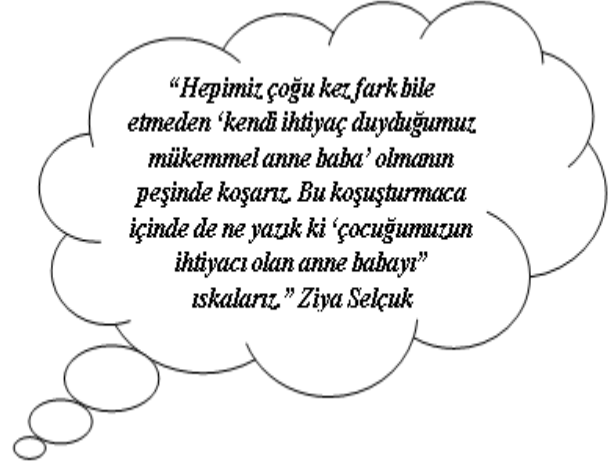 “Hepimiz çoğu kez fark bile
etmeden ‘kendi ihtiyaç duyduğumuz
mükemmel anne baba’ olmanın
peşinde koşarız. Bu koşuşturmaca
içinde de ne yazık ki ‘çocuğumuzun
ihtiyacı olan anne babayı”
ıskalarız.” Ziya Selçuk